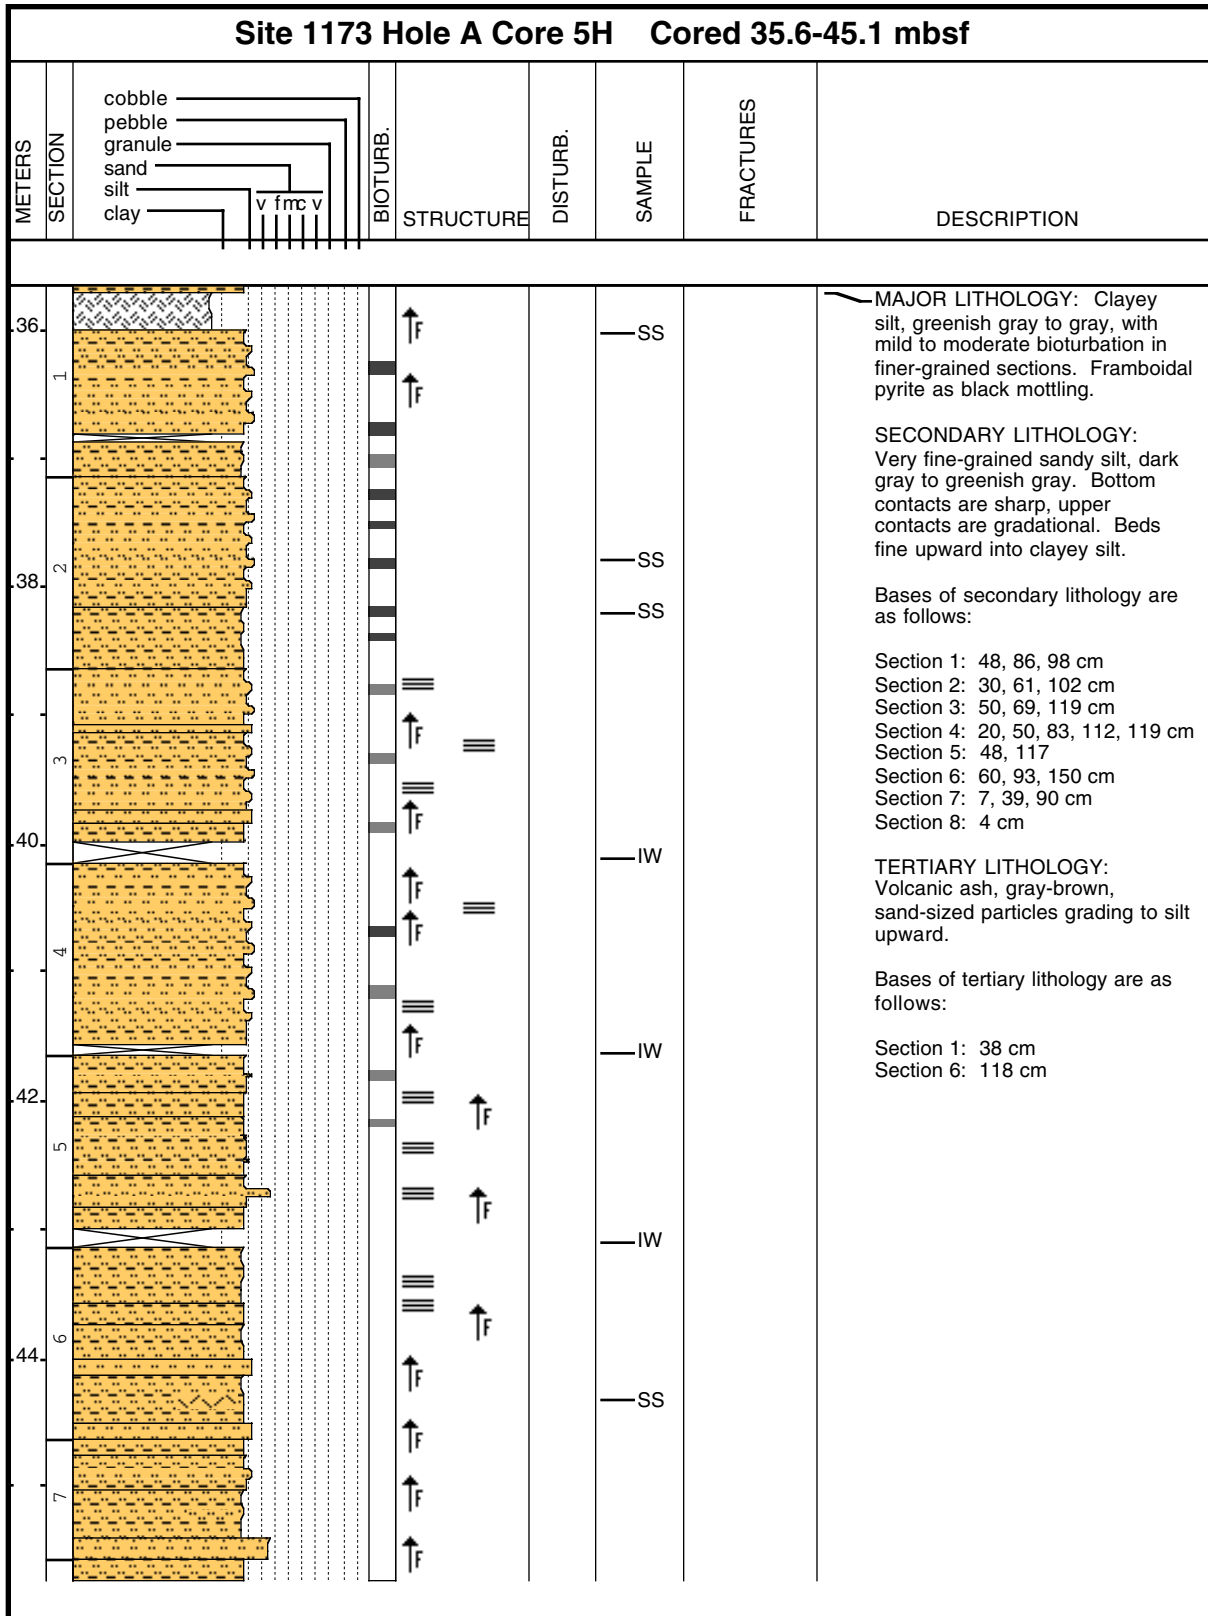 Site 1173 Hole A Core 5H Cored 35.6-45.1 mbsf
METERS
SECTION
cobble
pebble
granule
sand
silt
v f m c v
clay
BIOTURB.
STRUCTURE
DISTURB.
SAMPLE
FRACTURES
DESCRIPTION
36
38
40
42
44
1
2
3
4
5
6
7
F
F
F
F
F
F
F
F
F
F
F
F
F
F
SS
SS
SS
IW
IW
IW
SS
MAJOR LITHOLOGY: Clayey
silt, greenish gray to gray, with
mild to moderate bioturbation in
finer-grained sections. Framboidal
pyrite as black mottling.
SECONDARY LITHOLOGY:
Very fine-grained sandy silt, dark
gray to greenish gray. Bottom
contacts are sharp, upper
contacts are gradational. Beds
fine upward into clayey silt.
Bases of secondary lithology are
as follows:
Section 1: 48, 86, 98 cm
Section 2: 30, 61, 102 cm
Section 3: 50, 69, 119 cm
Section 4: 20, 50, 83, 112, 119 cm
Section 5: 48, 117
Section 6: 60, 93, 150 cm
Section 7: 7, 39, 90 cm
Section 8: 4 cm
TERTIARY LITHOLOGY:
Volcanic ash, gray-brown,
sand-sized particles grading to silt
upward.
Bases of tertiary lithology are as
follows:
Section 1: 38 cm
Section 6: 118 cm